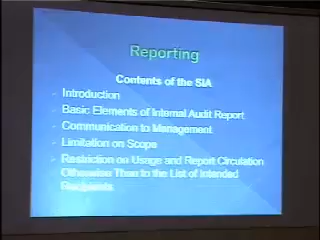 Reporting
Contents of the SIA
Introduction
Basic Elements of Internal Audit Report
Communication to Management
Limitation on Scope
Restriction on Usage and Report Circulation
Otherwise Than to the List of Intended
Recipients